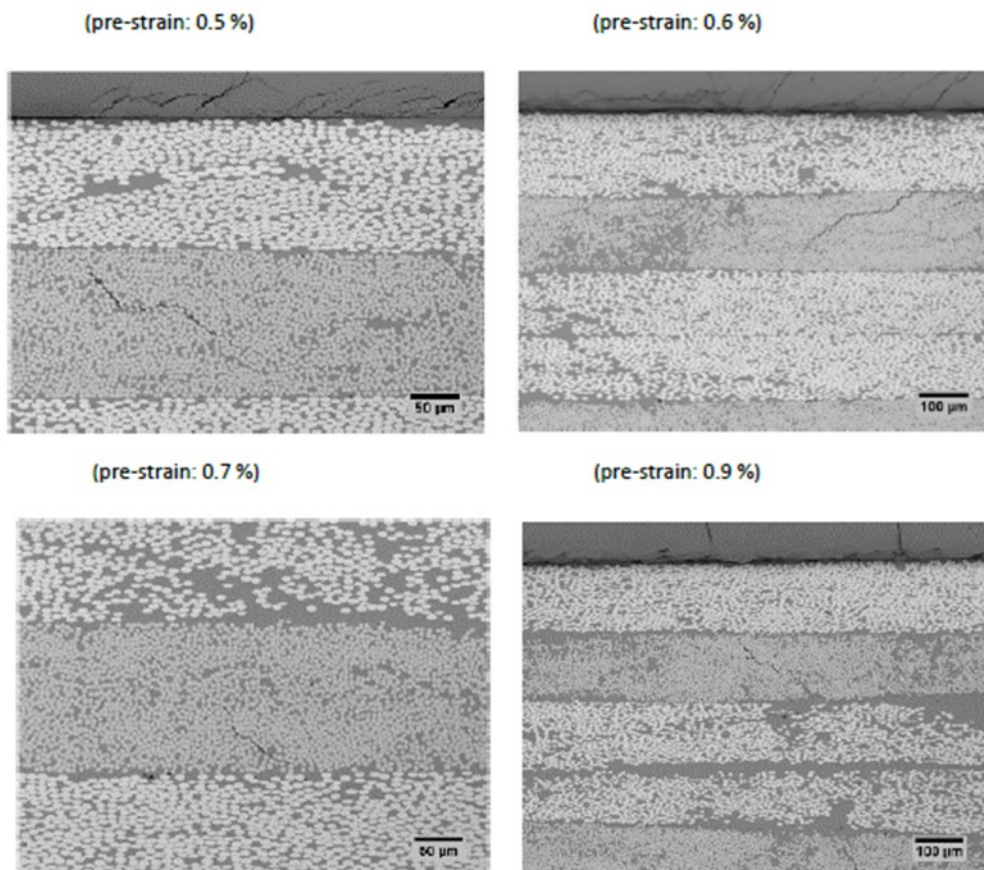 (pre-strain: 0.5 %)
(pre-strain: 0.6 %)
50 µm
100 µm
(pre-strain: 0.7 %)
(pre-strain: 0.9 %)
50 µm
100 µm